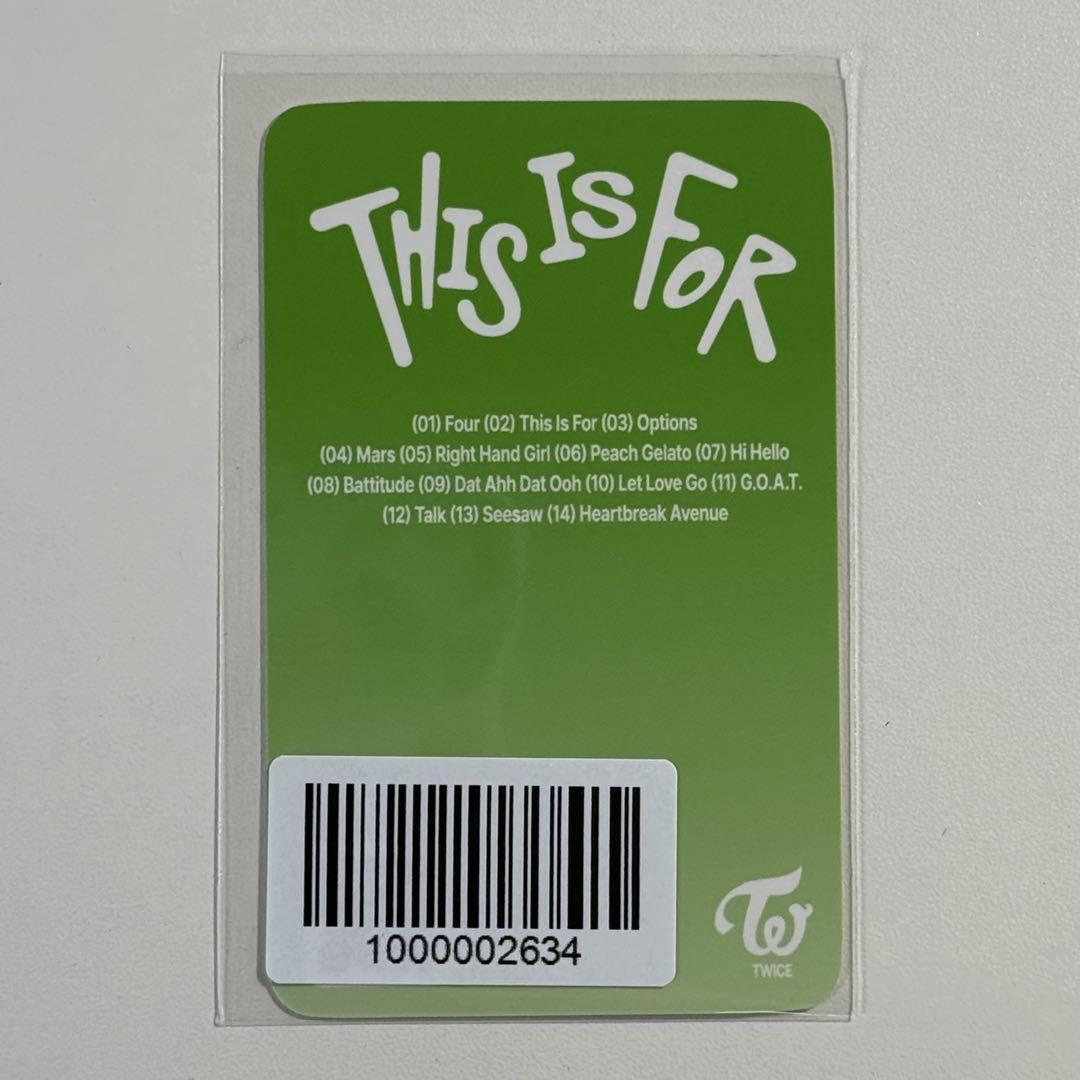 THIS IS FOR
(01) Four (02) This Is For (03) Options
(04) Mars (05) Right Hand Girl (06) Peach Gelato (07) Hi Hello
(08) Battitude (09) Dat Ahh Dat Ooh (10) Let Love Go (11) G.O.A.T.
(12) Talk (13) Seesaw (14) Heartbreak Avenue
1000002634
TW
TWICE